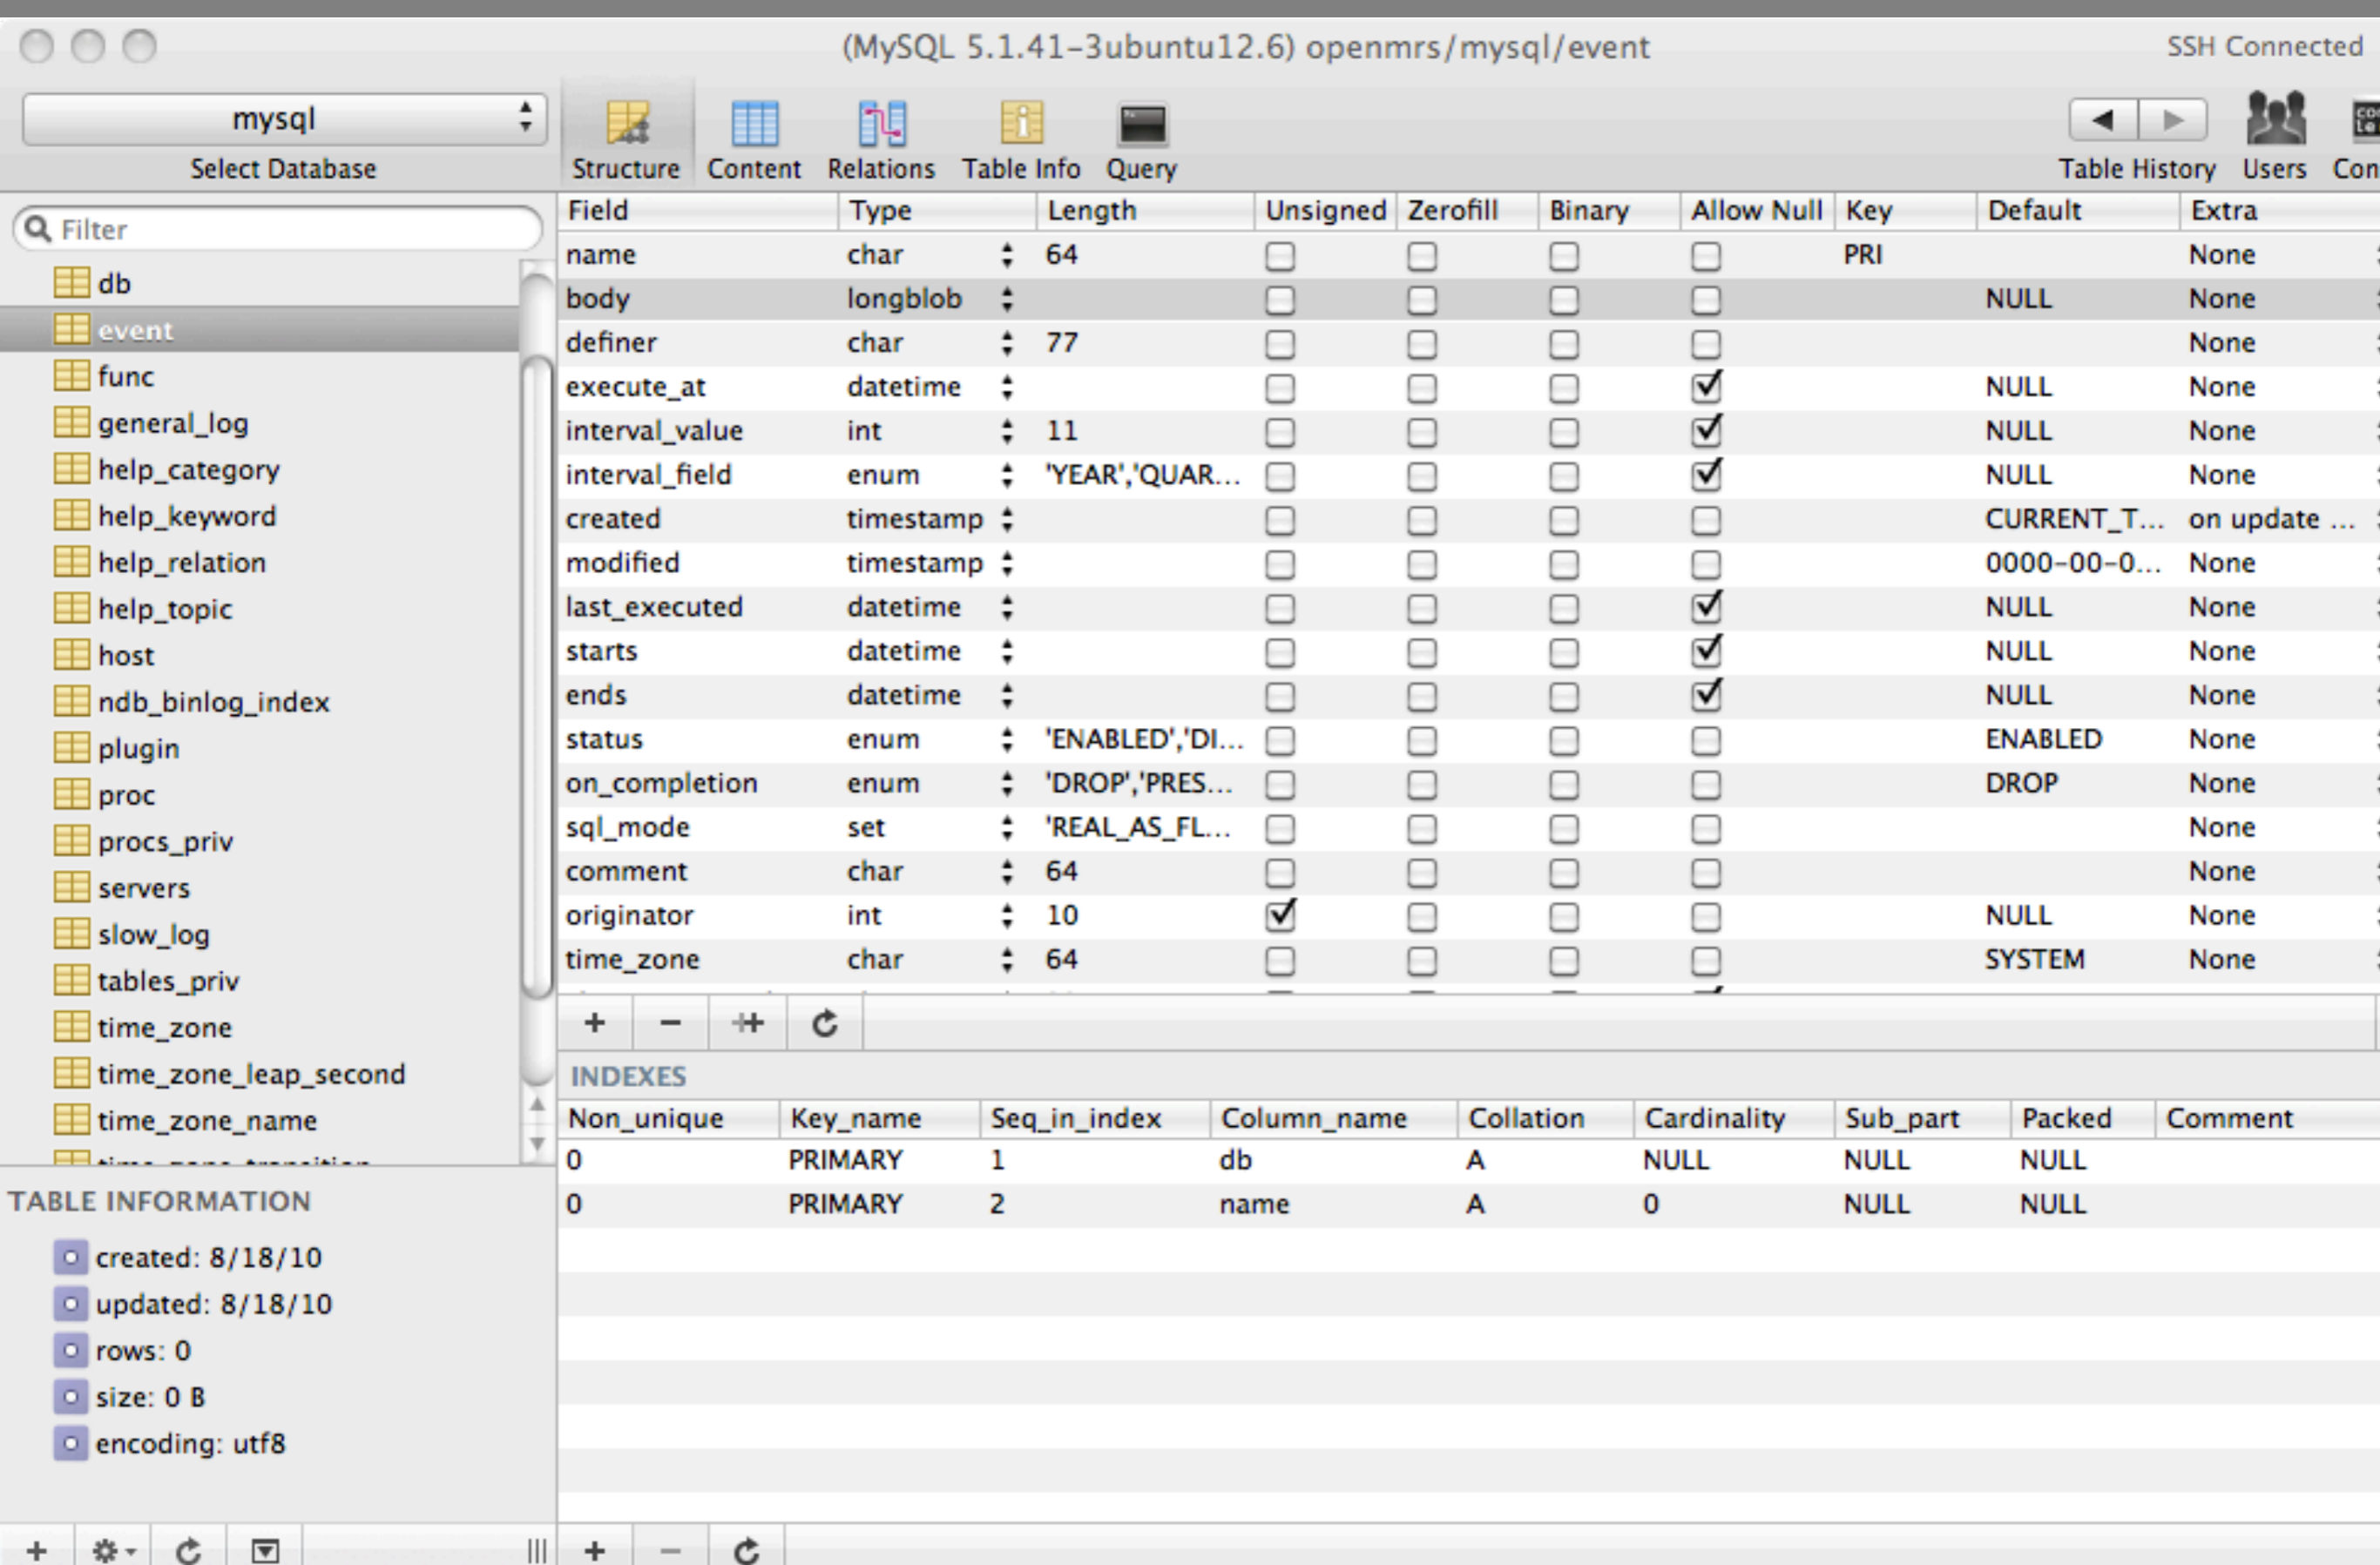 (MySQL 5.1.41-3ubuntu12.6) openmrs/mysql/event
SSH Connected
mysql
Select Database
Structure
Content
Relations
Table Info
Query
Table History
Users
Con
Filter
db
event
func
general_log
help_category
help_keyword
help_relation
help_topic
host
ndb_binlog_index
plugin
proc
procs_priv
servers
slow_log
tables_priv
time_zone
time_zone_leap_second
time_zone_name
TABLE INFORMATION
created: 8/18/10
updated: 8/18/10
rows: 0
size: 0 B
encoding: utf8
Field Type Length Unsigned Zerofill Binary Allow Null Key Default Extra
name char 64 PRI None
body longblob NULL None
definer char 77 None
execute_at datetime NULL None
interval_value int 11 NULL None
interval_field enum 'YEAR','QUAR... NULL None
created timestamp CURRENT_T... on update ...
modified timestamp 0000-00-0... None
last_executed datetime NULL None
starts datetime NULL None
ends datetime NULL None
status enum 'ENABLED','DI... ENABLED None
on_completion enum 'DROP','PRES... DROP None
sql_mode set 'REAL_AS_FL... None
comment char 64 None
originator int 10 NULL None
time_zone char 64 SYSTEM None
INDEXES
Non_unique Key_name Seq_in_index Column_name Collation Cardinality Sub_part Packed Comment
0 PRIMARY 1 db A NULL NULL NULL
0 PRIMARY 2 name A 0 NULL NULL